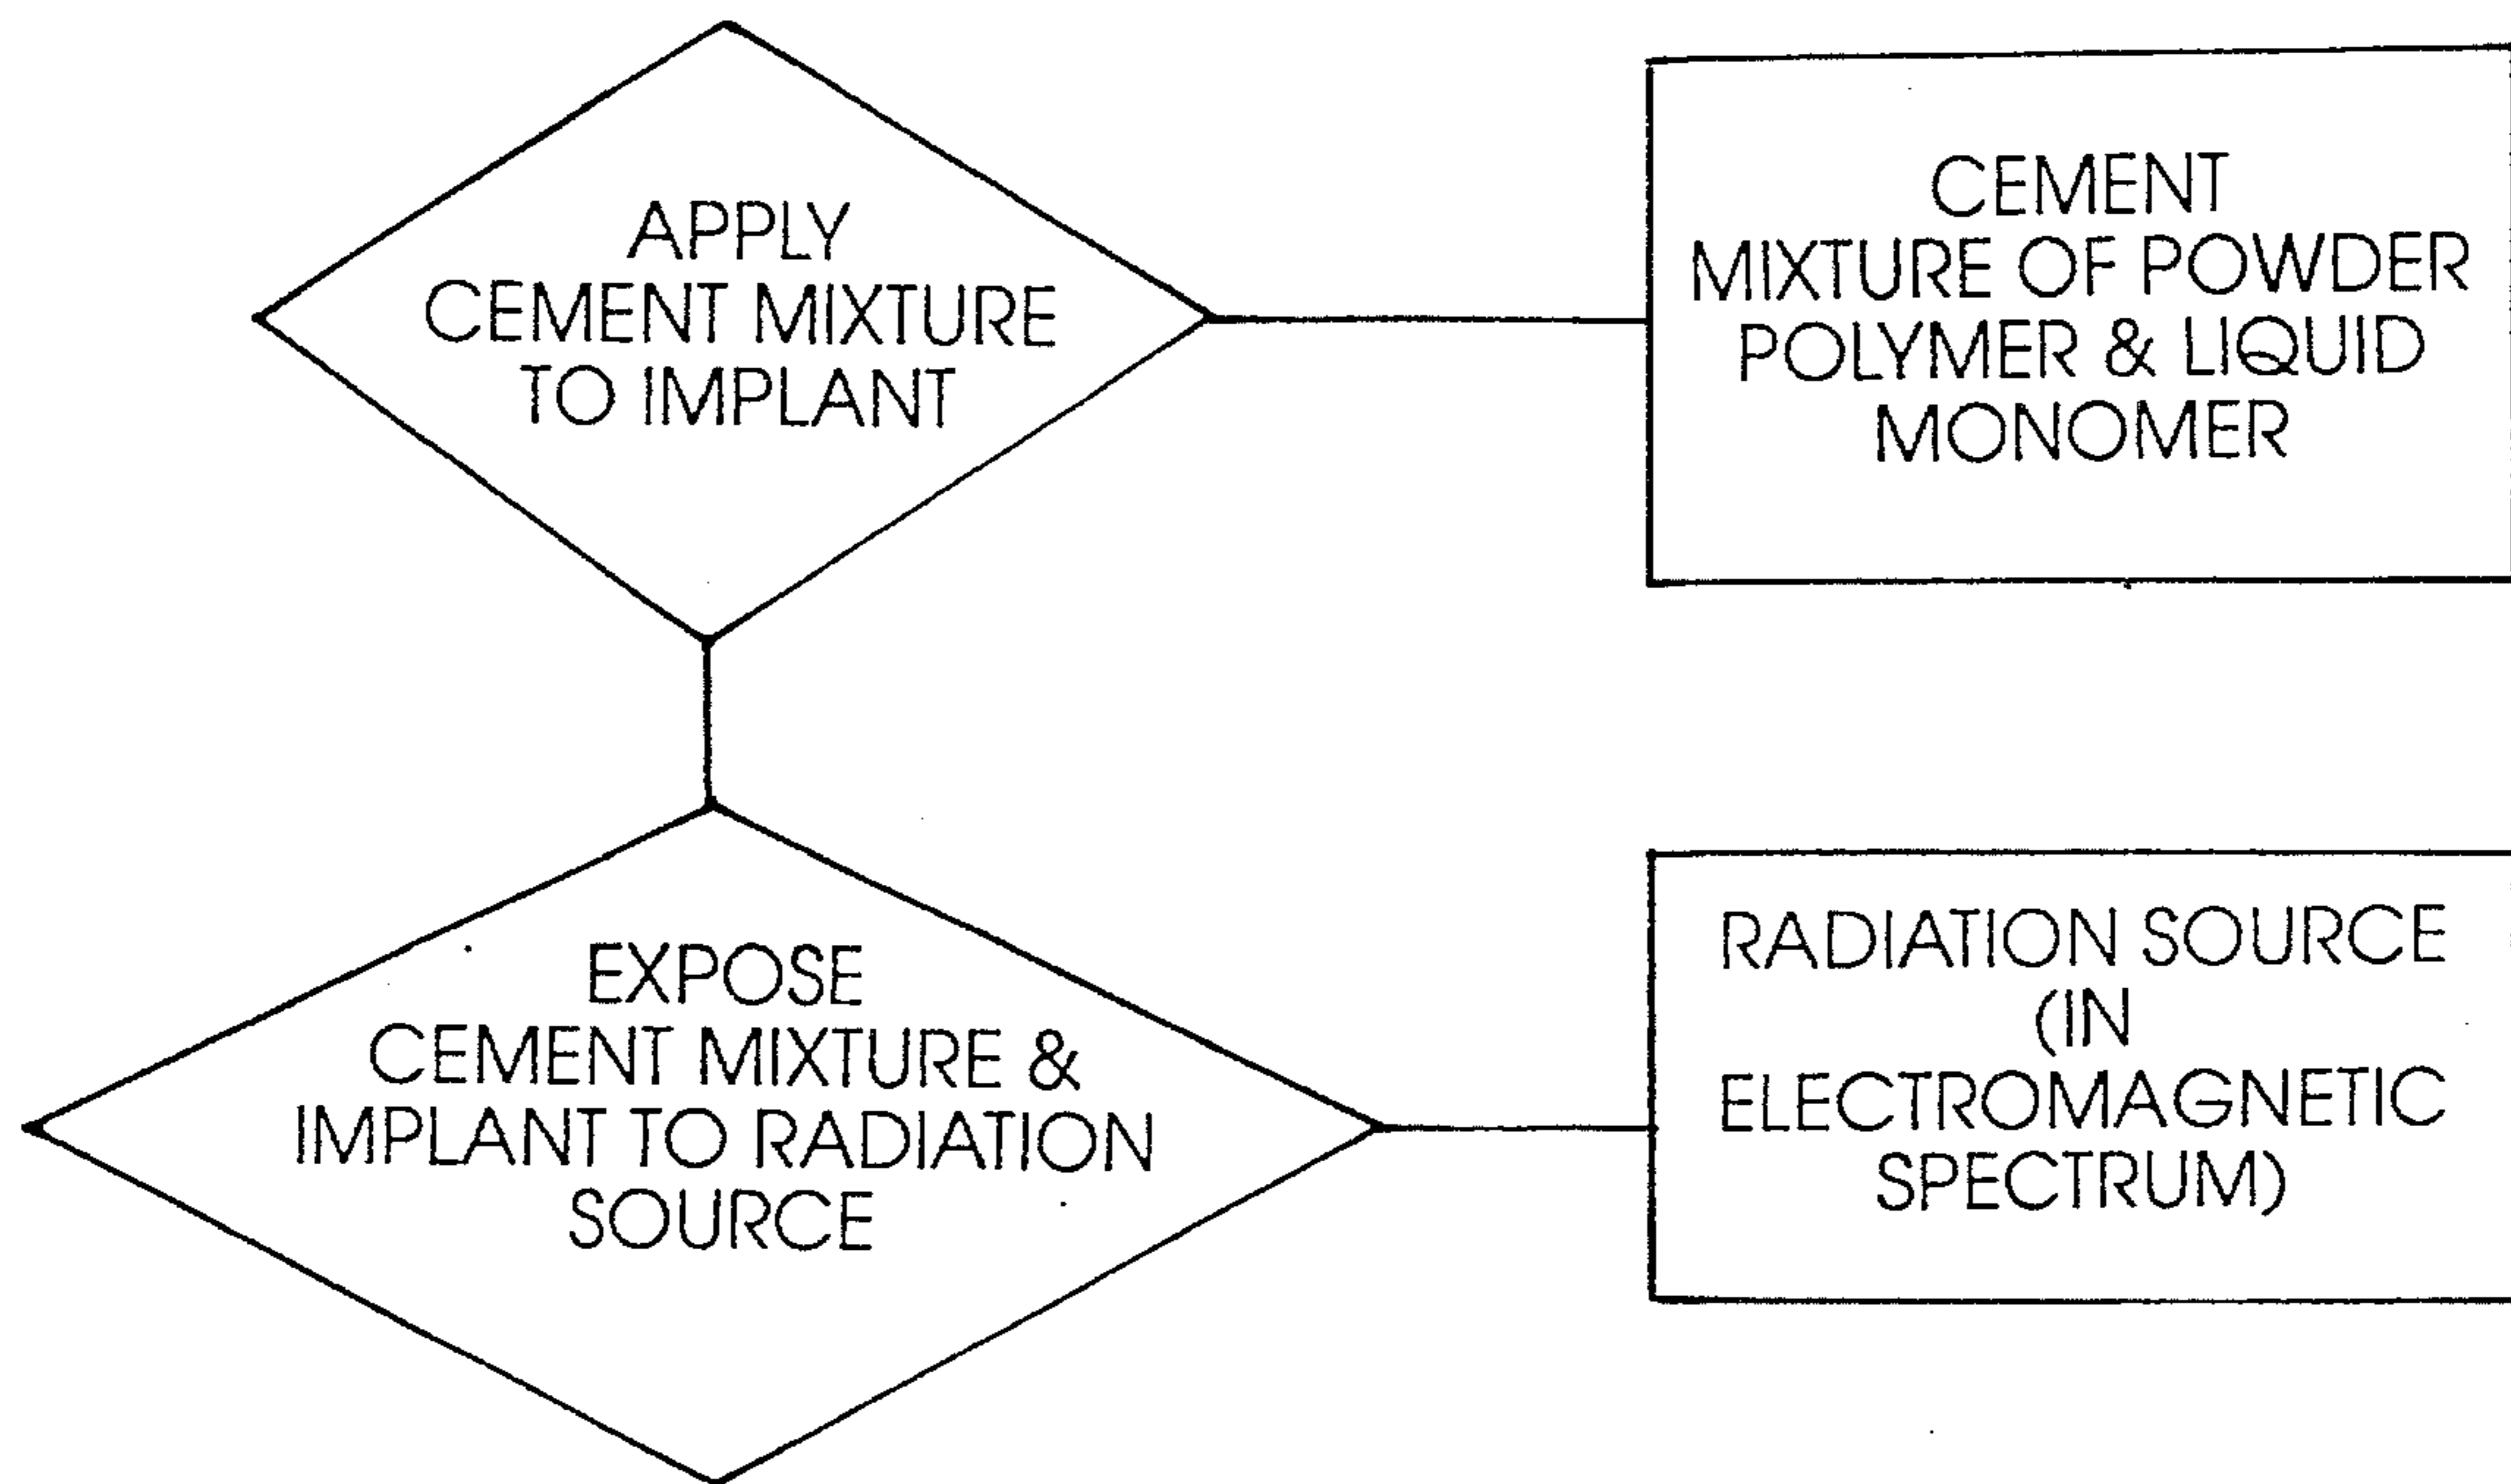 APPLY
CEMENT MIXTURE
TO IMPLANT
CEMENT
MIXTURE OF POWDER
POLYMER & LIQUID
MONOMER
EXPOSE
CEMENT MIXTURE &
IMPLANT TO RADIATION
SOURCE
RADIATION SOURCE
(IN
ELECTROMAGNETIC
SPECTRUM)